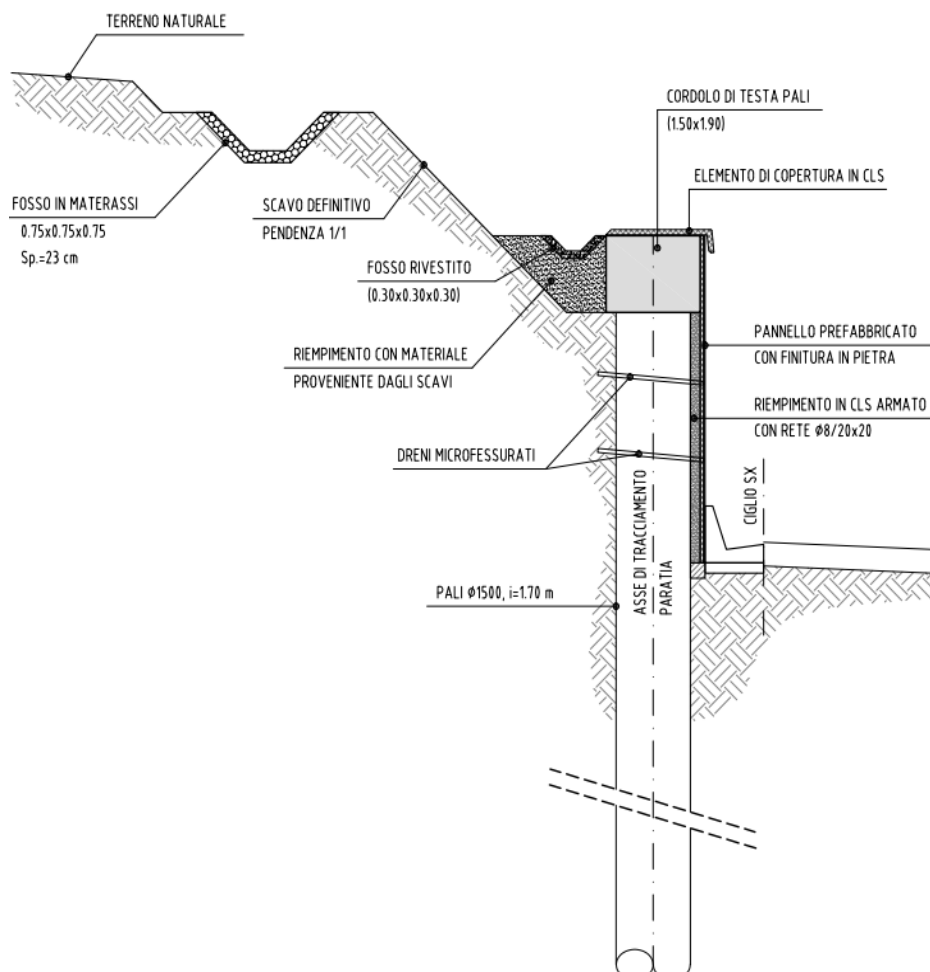 TERRENO NATURALE
CORDOLO DI TESTA PALI
(1.50x1.90)
ELEMENTO DI COPERTURA IN CLS
FOSSO IN MATERASSI
0.75x0.75x0.75
Sp.=23 cm
SCAVO DEFINITIVO
PENDENZA 1/1
FOSSO RIVESTITO
(0.30x0.30x0.30)
PANNELLO PREFABBRICATO
CON FINITURA IN PIETRA
RIEMPIMENTO CON MATERIALE
PROVENIENTE DAGLI SCAVI
RIEMPIMENTO IN CLS ARMATO
CON RETE Ø8/20x20
DRENI MICROFESSURATI
CIGLIO SX
ASSE DI TRACCIAMENTO
PARATIA
PALI Ø1500, i=1.70 m